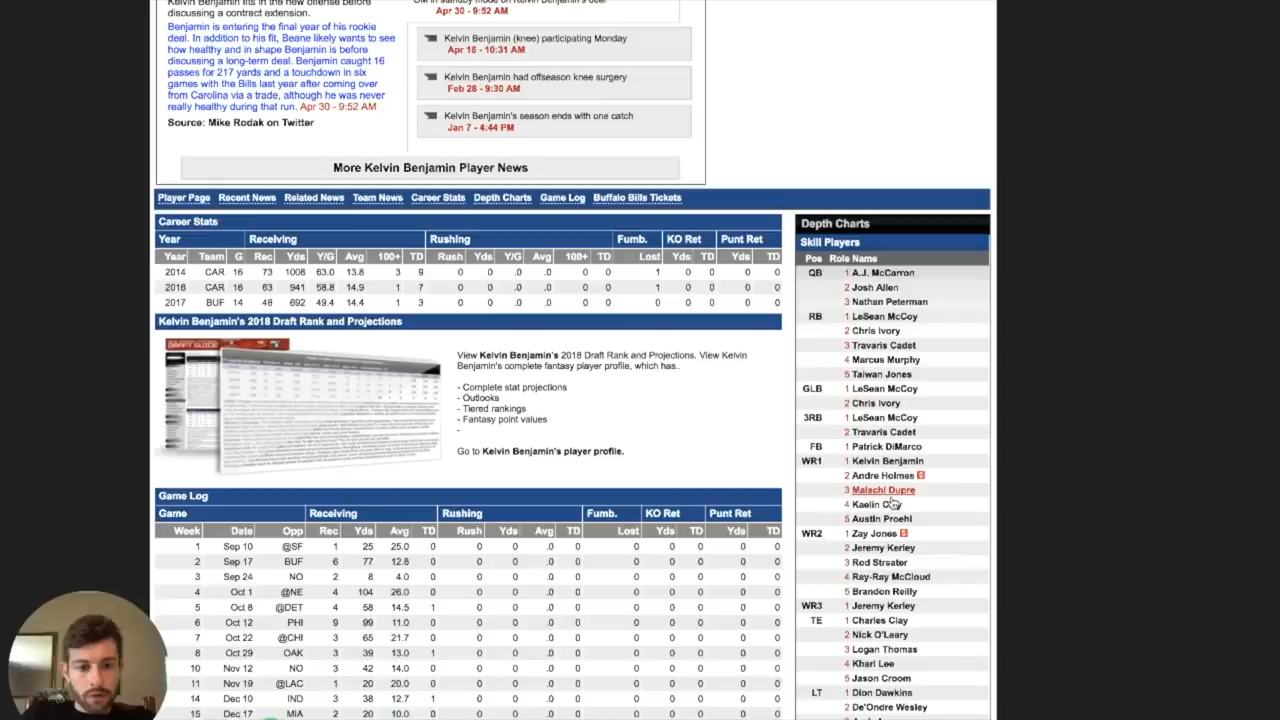 Kelvin Benjamin fits in the new offense before
discussing a contract extension.
Benjamin is entering the final year of his rookie
deal. In addition to his fit, Beane likely wants to see
how healthy and in shape Benjamin is before
discussing a long-term deal. Benjamin caught 16
passes for 217 yards and a touchdown in six
games with the Bills last year after coming over
from Carolina via a trade, although he was never
really healthy during that run. Apr 30 - 9:52 AM
Source: Mike Rodak on Twitter
Apr 30 - 9:52 AM
Kelvin Benjamin (knee) participating Monday
Apr 16 - 10:31 AM
Kelvin Benjamin had offseason knee surgery
Feb 28 - 9:30 AM
Kelvin Benjamin's season ends with one catch
Jan 7 - 4:44 PM
More Kelvin Benjamin Player News
Player Page Recent News Related News Team News Career Stats Depth Charts Game Log Buffalo Bills Tickets
Career Stats
Year Receiving Rushing Fumb. KO Ret Punt Ret
Year Team G Rec Yds Y/G Avg 100+ TD Rush Yds Y/G Avg 100+ TD Lost Yds TD Yds TD
2014 CAR 16 73 1008 63.0 13.8 3 9 0 0 .0 .0 0 0 1 0 0 0 0
2016 CAR 16 63 941 58.8 14.9 1 7 0 0 .0 .0 0 0 1 0 0 0 0
2017 BUF 14 48 692 49.4 14.4 1 3 0 0 .0 .0 0 0 0 0 0 0 0
Kelvin Benjamin's 2018 Draft Rank and Projections
View Kelvin Benjamin's 2018 Draft Rank and Projections. View Kelvin
Benjamin's complete fantasy player profile, which has..
- Complete stat projections
- Outlooks
- Tiered rankings
- Fantasy point values
-
Go to Kelvin Benjamin's player profile.
Game Log
Game Receiving Rushing Fumb. KO Ret Punt Ret
Week Date Opp Rec Yds Avg TD Rush Yds Avg TD Lost Yds TD Yds TD
1 Sep 10 @SF 1 25 25.0 0 0 0 .0 0 0 0 0 0 0
2 Sep 17 BUF 6 77 12.8 0 0 0 .0 0 0 0 0 0 0
3 Sep 24 NO 2 8 4.0 0 0 0 .0 0 0 0 0 0 0
4 Oct 1 @NE 4 104 26.0 0 0 0 .0 0 0 0 0 0 0
5 Oct 8 @DET 4 58 14.5 1 0 0 .0 0 0 0 0 0 0
6 Oct 12 PHI 9 99 11.0 0 0 0 .0 0 0 0 0 0 0
7 Oct 22 @CHI 3 65 21.7 0 0 0 .0 0 0 0 0 0 0
8 Oct 29 OAK 3 39 13.0 1 0 0 .0 0 0 0 0 0 0
10 Nov 12 NO 3 42 14.0 0 0 0 .0 0 0 0 0 0 0
11 Nov 19 @LAC 1 20 20.0 0 0 0 .0 0 0 0 0 0 0
14 Dec 10 IND 3 38 12.7 1 0 0 .0 0 0 0 0 0 0
15 Dec 17 MIA 2 20 10.0 0 0 0 .0 0 0 0 0 0 0
Depth Charts
Skill Players
Pos Role Name
QB 1 A.J. McCarron
2 Josh Allen
3 Nathan Peterman
RB 1 LeSean McCoy
2 Chris Ivory
3 Travaris Cadet
4 Marcus Murphy
5 Taiwan Jones
GLB 1 LeSean McCoy
2 Chris Ivory
3RB 1 LeSean McCoy
2 Travaris Cadet
FB 1 Patrick DiMarco
WR1 1 Kelvin Benjamin
2 Andre Holmes S
3 Malachi Dupre
4 Kaelin
5 Austin Proehl
WR2 1 Zay Jones S
2 Jeremy Kerley
3 Rod Streater
4 Ray-Ray McCloud
5 Brandon Reilly
WR3 1 Jeremy Kerley
TE 1 Charles Clay
2 Nick O'Leary
3 Logan Thomas
4 Khari Lee
5 Jason Croom
LT 1 Dion Dawkins
2 De'Ondre Wesley